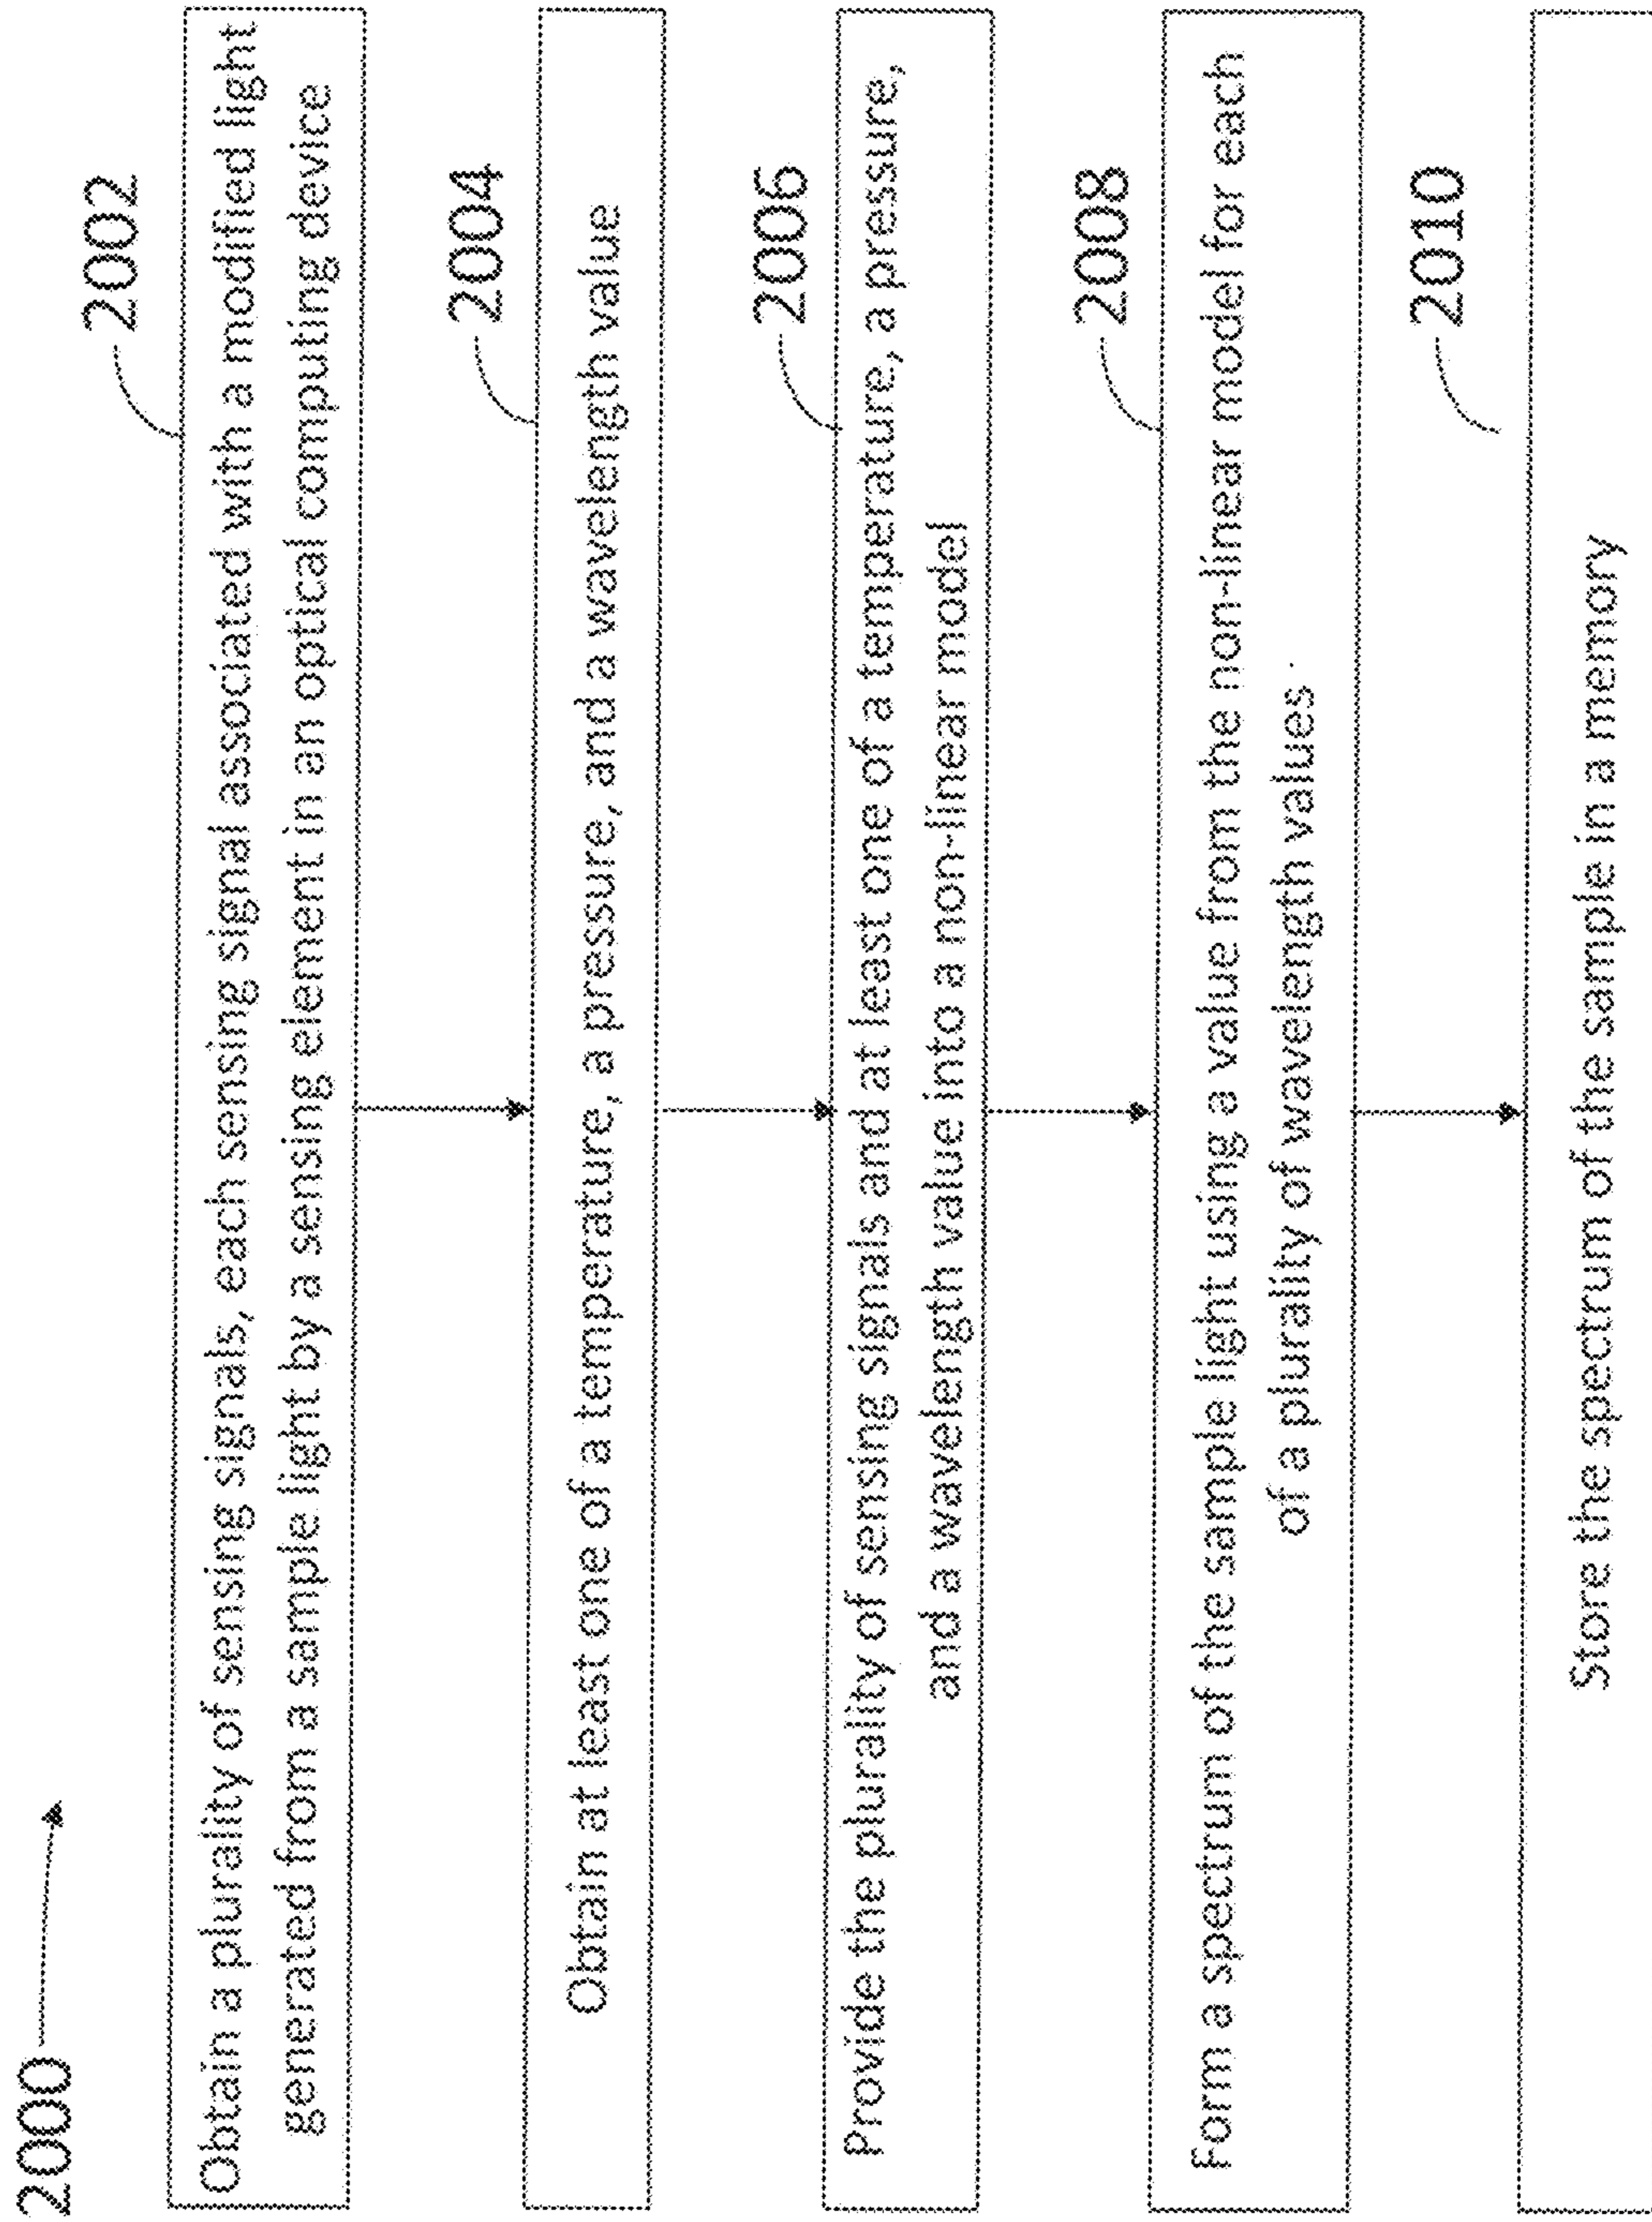 2000
2002
Obtain a plurality of sensing signals, each sensing signal associated with a modified light
generated from a sample light by a sensing element in an optical computing device
2004
Obtain at least one of a temperature, a pressure, and a wavelength value
2006
Provide the plurality of sensing signals and at least one of a temperature, a pressure,
and a wavelength value into a non-linear model
2008
Form a spectrum of the sample light using a value from the non-linear model for each
of a plurality of wavelength values
2010
Store the spectrum of the sample in a memory